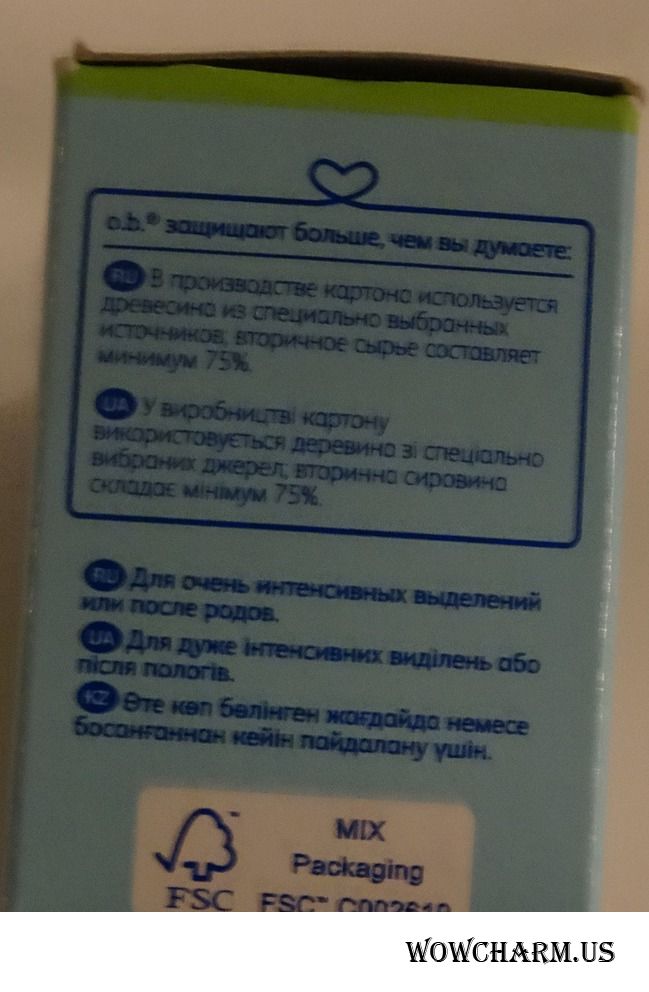 o.b.® защищают больше, чем вы думаете:
RU В производстве картона используется
древесина из специально выбранных
источников, вторичное сырье составляет
минимум 75%.
UA У виробництві картону
використовується деревина зі спеціально
вибраних джерел, вторинна сировина
складає мінімум 75%.
RU Для очень интенсивных выделений
или после родов.
UA Для дуже інтенсивних виділень або
після пологів.
KZ Өте көп бөлінген жағдайда немесе
босанғаннан кейін пайдалану үшін.
FSC™
MIX
Packaging
FSC™ C002610
WOWCHARM.US